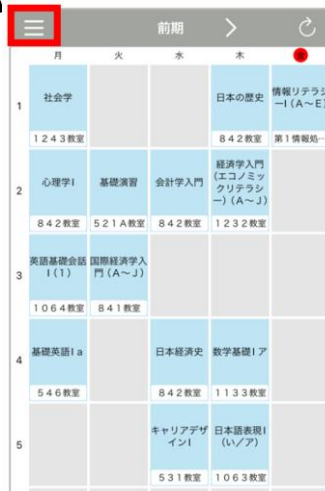 前期
月 火 水 木 金
1
社会学
1243教室
日本の歴史
842教室
情報リテラシ
ーI(A~E)
第1情報処…
2
心理学I
842教室
基礎演習
521A教室
会計学入門
842教室
経済学入門
(エコノミッ
クリテラシ
ー)(A~J)
1232教室
3
英語基礎会話
I(1)
1064教室
国際経済学入
門(A~J)
841教室
4
基礎英語I a
546教室
日本経済史
842教室
数学基礎I ア
1133教室
5
キャリアデザ
インI
531教室
日本語表現I
(い/ア)
1063教室